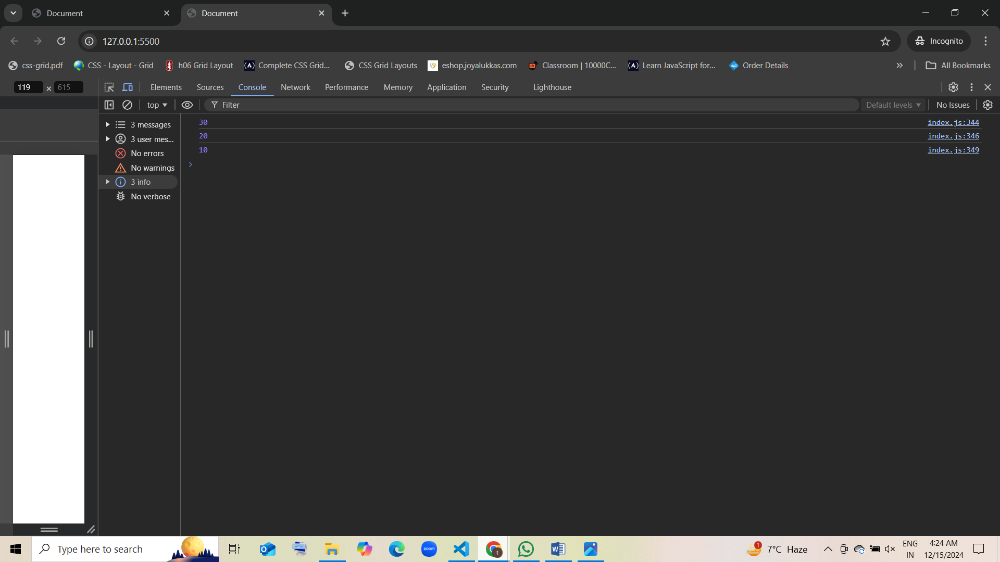 Document
Document
127.0.0.1:5500
Incognito
css-grid.pdf CSS - Layout - Grid h06 Grid Layout Complete CSS Grid... CSS Grid Layouts eshop.joyalukkas.com Classroom | 10000C... Learn JavaScript for... Order Details All Bookmarks
119 × 615 Elements Sources Console Network Performance Memory Application Security Lighthouse
top Filter Default levels No Issues
3 messages
3 user mes...
No errors
No warnings
3 info
No verbose
30 index.js:344
20 index.js:346
10 index.js:349
Type here to search
zoom
1
7°C Haze
ENG
IN
4:24 AM
12/15/2024